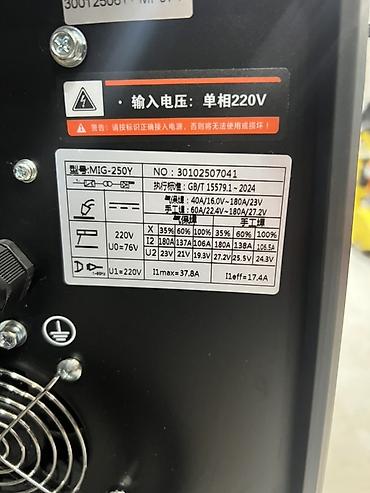 3001250611
· 输入电压: 单相220V
警告: 请按标识正确接入电源, 否则将无法使用或损坏!
型号:MIG-250Y NO : 30102507041
执行标准: GB/T 15579.1~2024
气保焊: 40A/16.0V~180A/23V
手工焊: 60A/22.4V~180A/27.2V
气保焊 手工焊
220V X 35% 60% 100% 35% 60% 100%
U0=76V I2 180A 137A 106A 180A 138A 106.5A
U2 23V 21V 19.3V 27.2V 25.5V 24.3V
1~60Hz U1=220V I1max=37.8A I1eff=17.4A